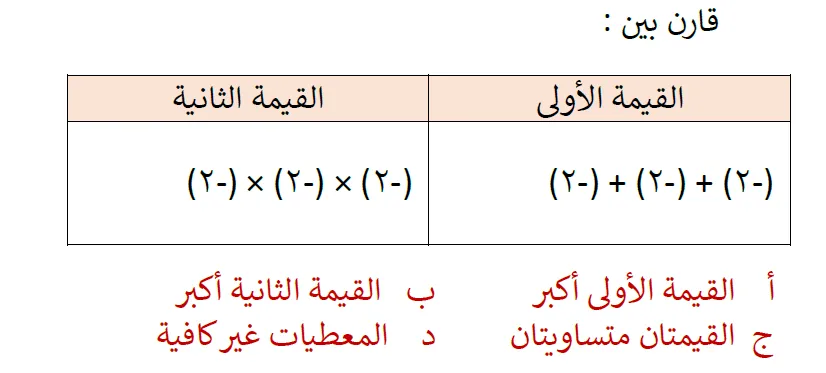 قارن بين :
القيمة الأولى القيمة الثانية
(-٢) + (-٢) + (-٢) (-٢) × (-٢) × (-٢)
أ القيمة الأولى أكبر ب القيمة الثانية أكبر
ج القيمتان متساويتان د المعطيات غير كافية